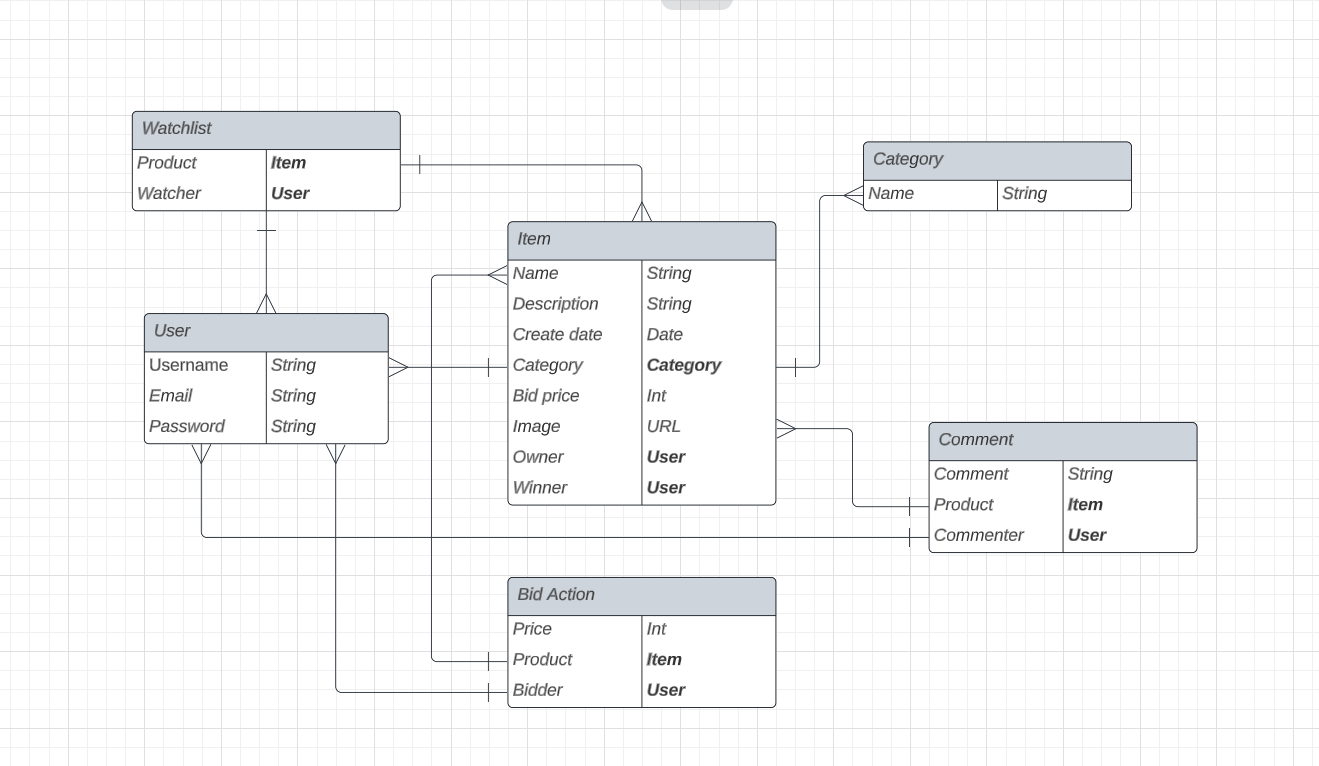 Watchlist
Product Item
Watcher User
Category
Name String
Item
Name String
Description String
Create date Date
Category Category
Bid price Int
Image URL
Owner User
Winner User
User
Username String
Email String
Password String
Comment
Comment String
Product Item
Commenter User
Bid Action
Price Int
Product Item
Bidder User